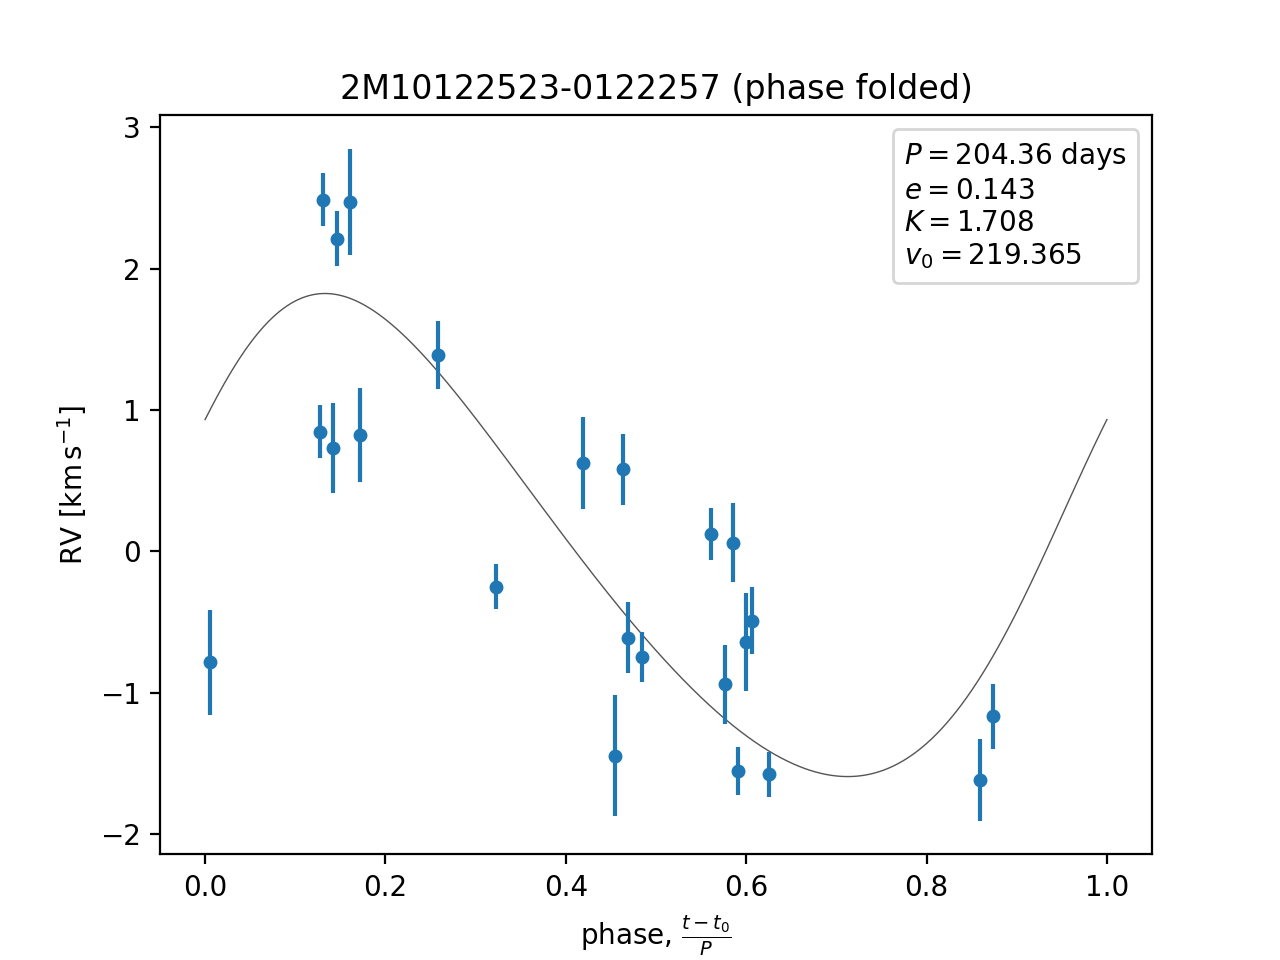 2M10122523-0122257 (phase folded)
P = 204.36 days
e = 0.143
K = 1.708
v₀ = 219.365
3
2
1
0
−1
−2
RV [km s⁻¹]
0.0 0.2 0.4 0.6 0.8 1.0
phase, (t − t₀)/P